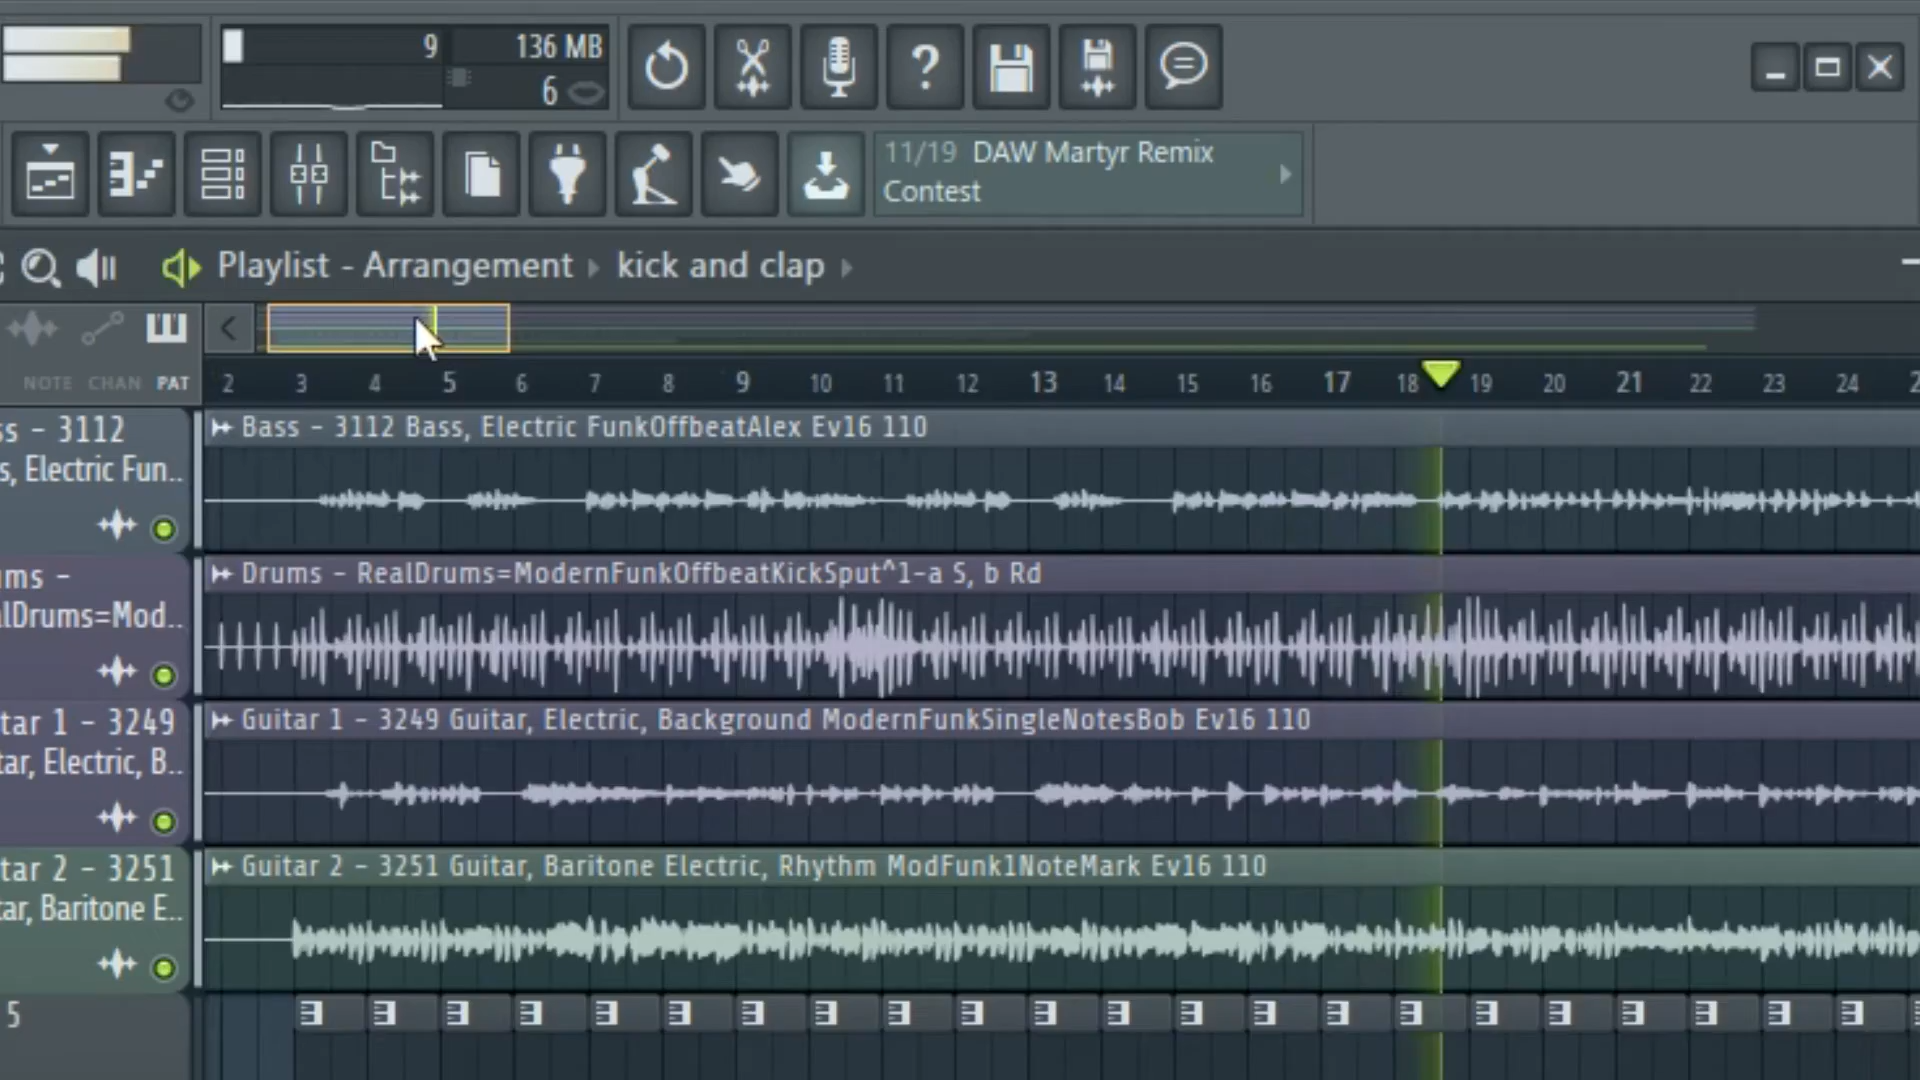 9
136 MB
6
?
11/19 DAW Martyr Remix
Contest
Playlist - Arrangement kick and clap
NOTE CHAN PAT
2 3 4 5 6 7 8 9 10 11 12 13 14 15 16 17 18 19 20 21 22 23 24
ss - 3112
s, Electric Fun..
Bass - 3112 Bass, Electric FunkOffbeatAlex Ev16 110
ms -
lDrums=Mod..
Drums - RealDrums=ModernFunkOffbeatKickSput^1-a S, b Rd
tar 1 - 3249
tar, Electric, B..
Guitar 1 - 3249 Guitar, Electric, Background ModernFunkSingleNotesBob Ev16 110
tar 2 - 3251
tar, Baritone E..
Guitar 2 - 3251 Guitar, Baritone Electric, Rhythm ModFunk1NoteMark Ev16 110
5